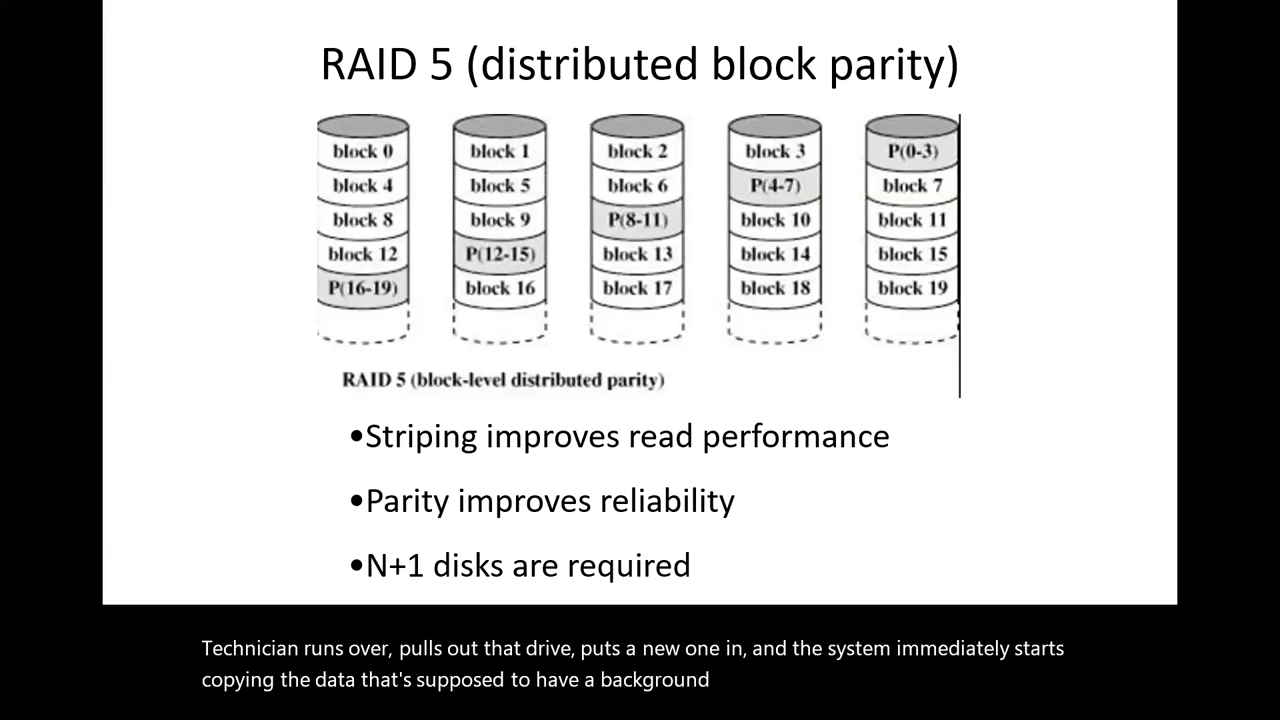 RAID 5 (distributed block parity)
block 0 block 1 block 2 block 3 P(0-3)
block 4 block 5 block 6 P(4-7) block 7
block 8 block 9 P(8-11) block 10 block 11
block 12 P(12-15) block 13 block 14 block 15
P(16-19) block 16 block 17 block 18 block 19
RAID 5 (block-level distributed parity)
•Striping improves read performance
•Parity improves reliability
•N+1 disks are required
Technician runs over, pulls out that drive, puts a new one in, and the system immediately starts
copying the data that's supposed to have a background